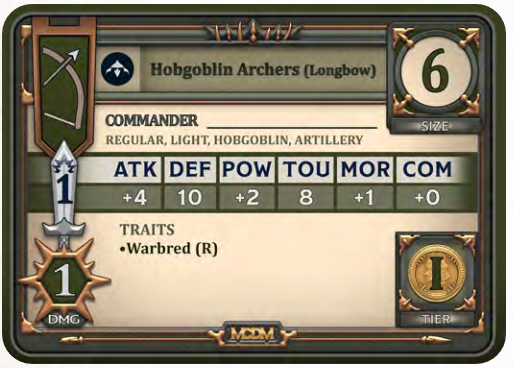 Hobgoblin Archers (Longbow)
6
SIZE
COMMANDER
REGULAR, LIGHT, HOBGOBLIN, ARTILLERY
ATK DEF POW TOU MOR COM
+4 10 +2 8 +1 +0
1
TRAITS
•Warbred (R)
1
DMG
I
TIER
MCDM